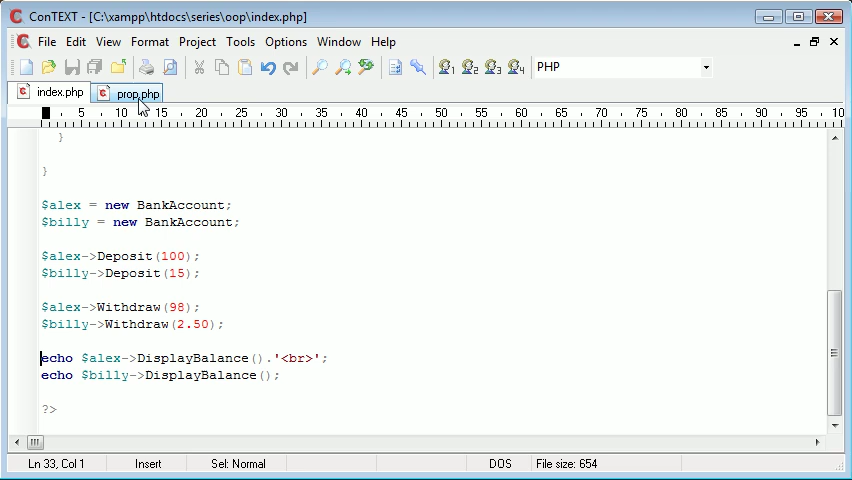 ConTEXT - [C:\xampp\htdocs\series\oop\index.php]
File Edit View Format Project Tools Options Window Help
1 2 3 4 PHP
index.php prop.php
5 10 15 20 25 30 35 40 45 50 55 60 65 70 75 80 85 90 95 10
}
}
$alex = new BankAccount;
$billy = new BankAccount;
$alex->Deposit(100);
$billy->Deposit(15);
$alex->Withdraw(98);
$billy->Withdraw(2.50);
echo $alex->DisplayBalance().'<br>';
echo $billy->DisplayBalance();
?>
Ln 33, Col 1 Insert Sel: Normal DOS File size: 654